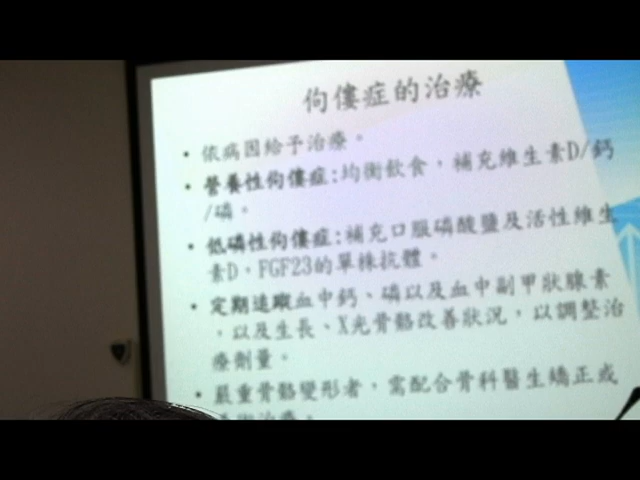 佝僂症的治療
• 依病因給予治療。
• 營養性佝僂症:均衡飲食，補充維生素D/鈣
/磷。
• 低磷性佝僂症:補充口服磷酸鹽及活性維生
素D，FGF23的單株抗體。
• 定期追蹤血中鈣、磷以及血中副甲狀腺素
，以及生長、X光骨骼改善狀況，以調整治
療劑量。
• 嚴重骨骼變形者，需配合骨科醫生矯正或
治療。